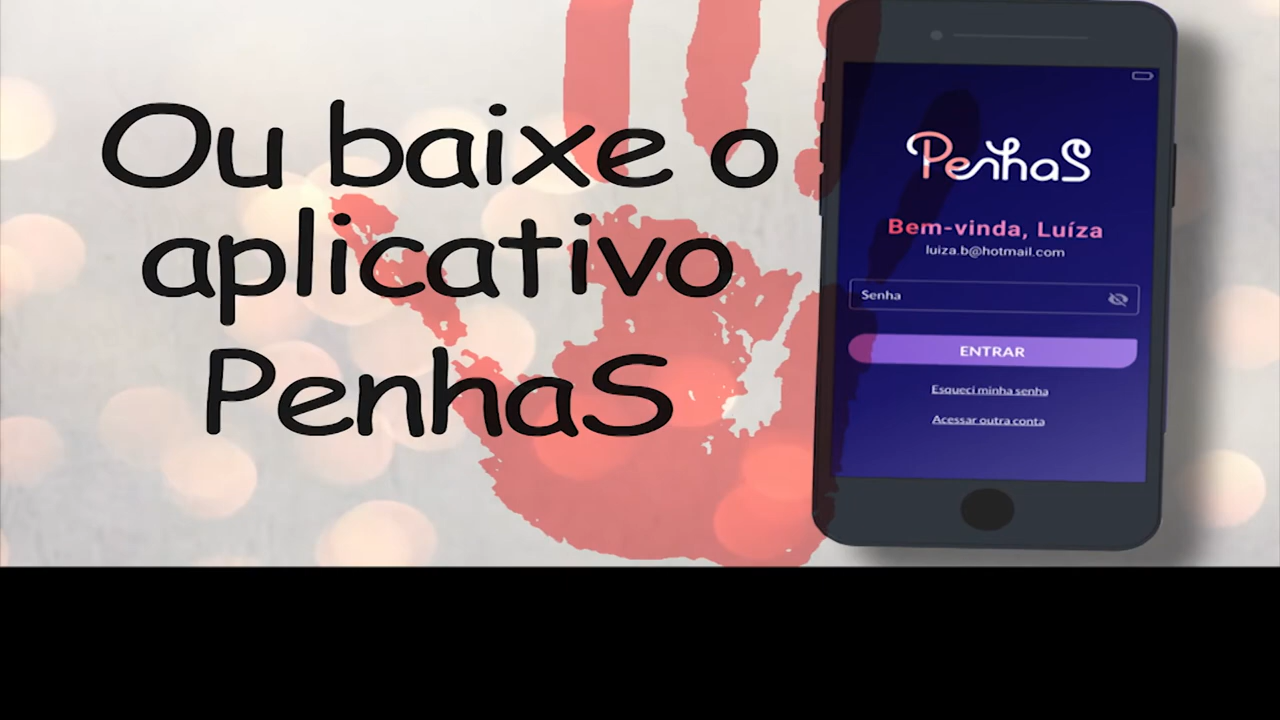 Ou baixe o
aplicativo
PenhaS
PenhaS
Bem-vinda, Luíza
luiza.b@hotmail.com
Senha
ENTRAR
Esqueci minha senha
Acessar outra conta